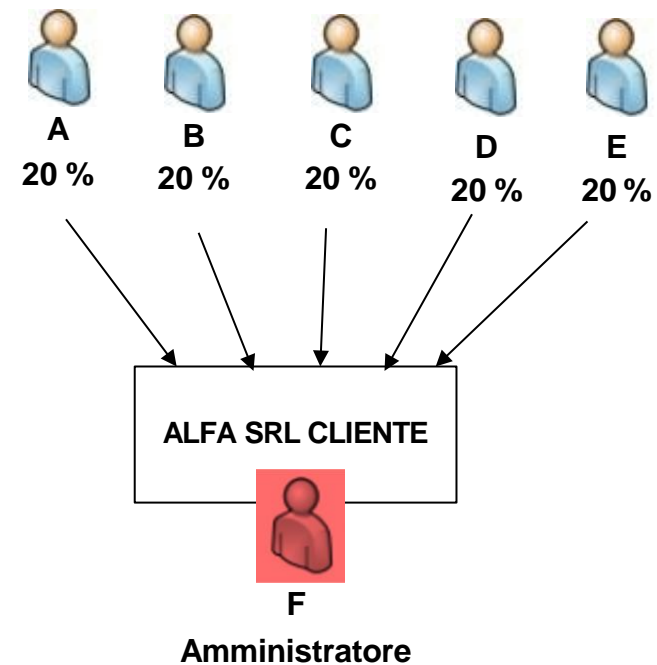 A
20 %
B
20 %
C
20 %
D
20 %
E
20 %
ALFA SRL CLIENTE
F
Amministratore